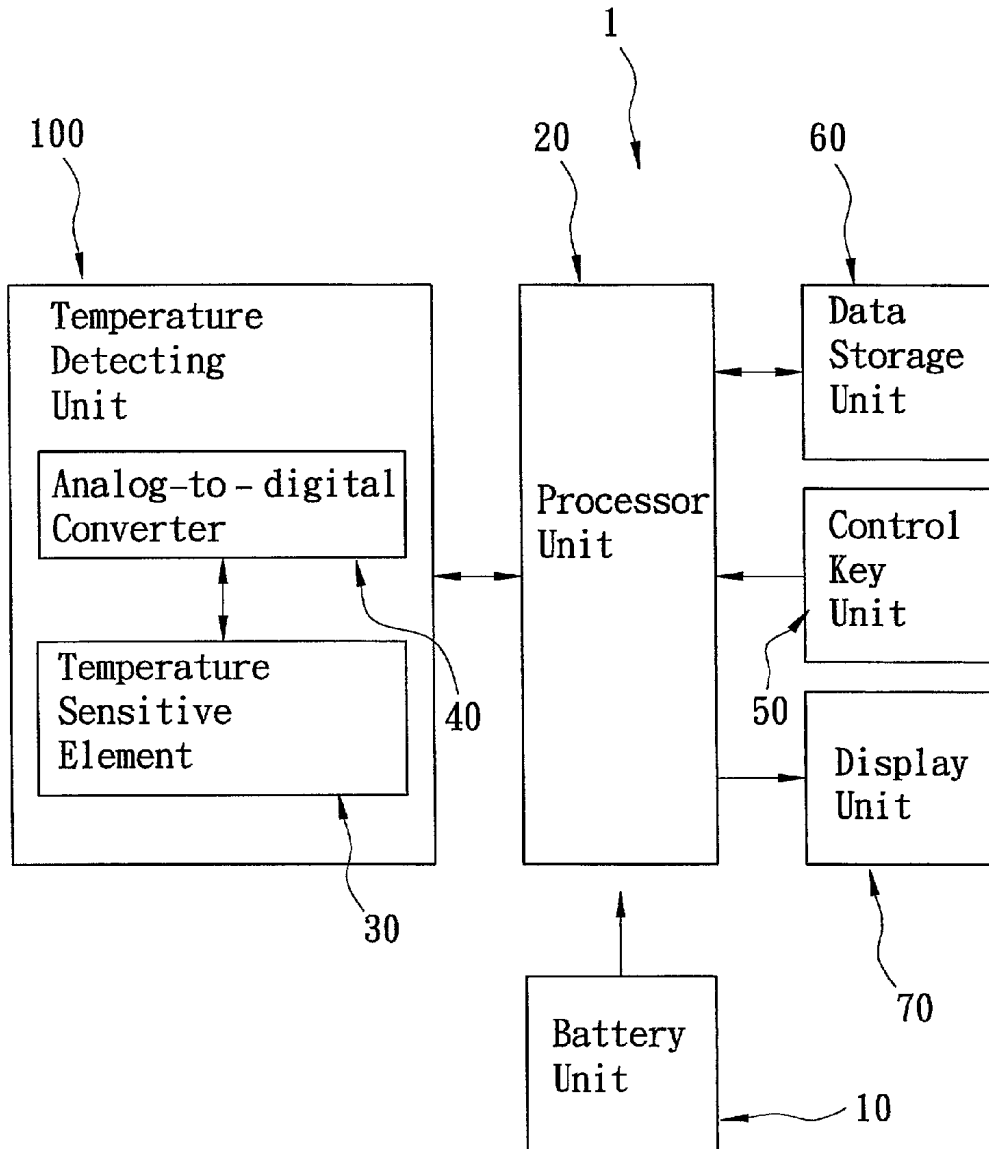 1
100
20
60
Temperature
Detecting
Unit
Analog-to-digital
Converter
Temperature
Sensitive
Element
40
30
Processor
Unit
Data
Storage
Unit
Control
Key
Unit
50
Display
Unit
70
Battery
Unit
10